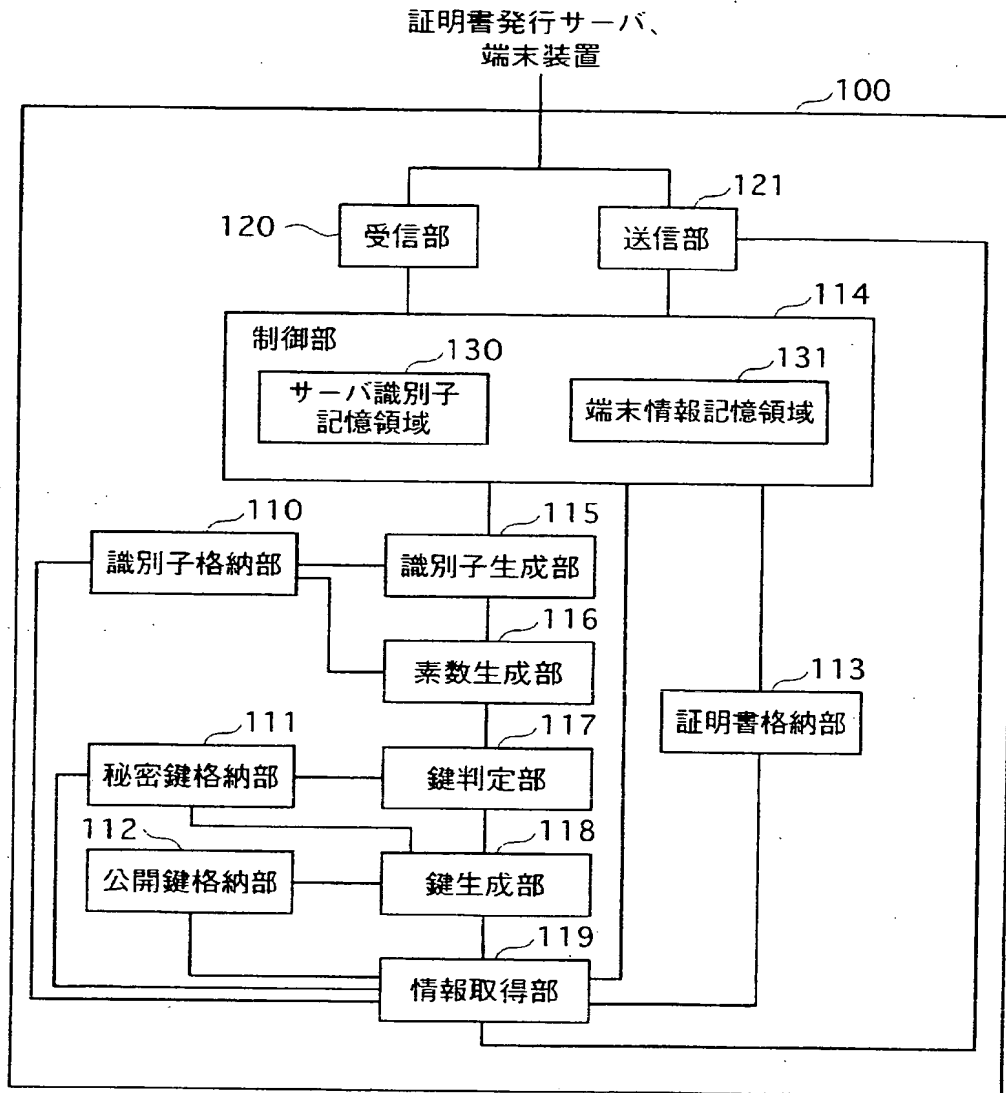 証明書発行サーバ、
端末装置
100
120
受信部
121
送信部
114
制御部
130
サーバ識別子
記憶領域
131
端末情報記憶領域
110
識別子格納部
115
識別子生成部
116
素数生成部
113
証明書格納部
111
秘密鍵格納部
117
鍵判定部
112
公開鍵格納部
118
鍵生成部
119
情報取得部